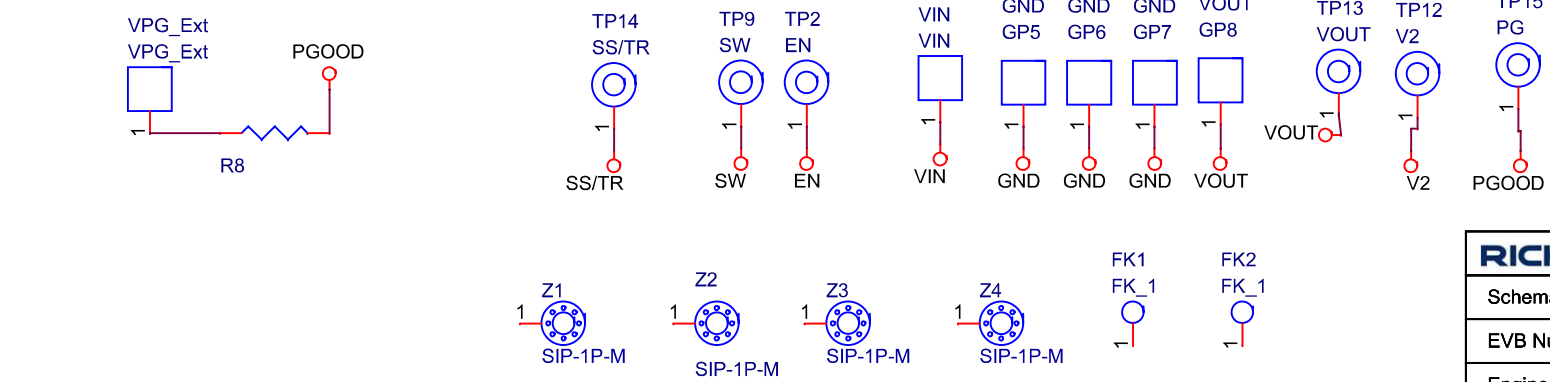 VPG_Ext
VPG_Ext
PGOOD
1
R8
TP14
SS/TR
1
SS/TR
TP9
SW
1
SW
TP2
EN
1
EN
VIN
VIN
1
VIN
GND
GP5
1
GND
GND
GP6
1
GND
GND
GP7
1
GND
VOUT
GP8
1
VOUT
TP13
VOUT
1
VOUT
TP12
V2
1
V2
TP15
PG
1
PGOOD
Z1
1
SIP-1P-M
Z2
1
SIP-1P-M
Z3
1
SIP-1P-M
Z4
1
SIP-1P-M
FK1
FK_1
1
FK2
FK_1
1